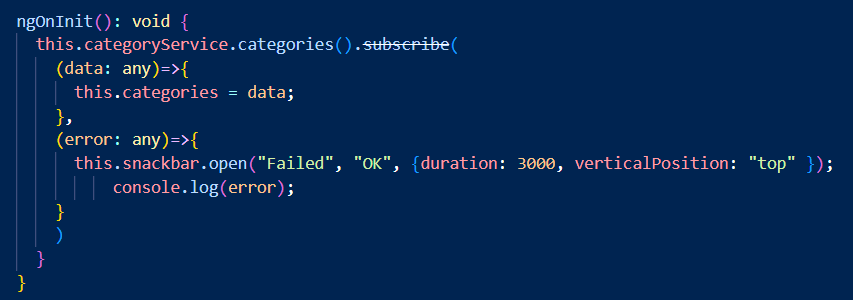 ngOnInit(): void {
this.categoryService.categories().subscribe(
(data: any)=>{
this.categories = data;
},
(error: any)=>{
this.snackbar.open("Failed", "OK", {duration: 3000, verticalPosition: "top" });
console.log(error);
}
)
}
}